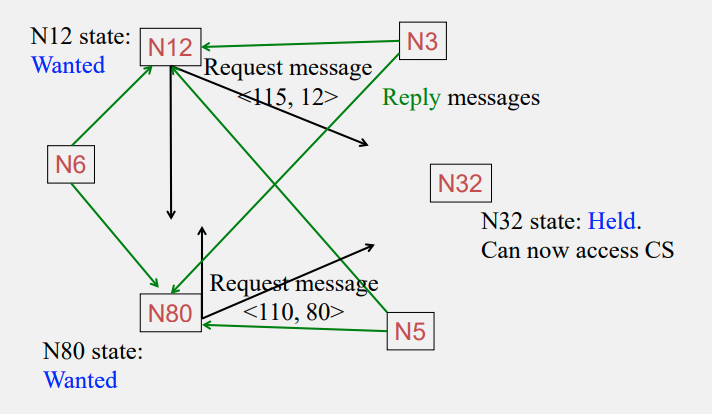 N12 state:
Wanted
N12
N3
Request message
<115, 12>
Reply messages
N6
N32
N32 state: Held.
Can now access CS
Request message
<110, 80>
N80
N5
N80 state:
Wanted